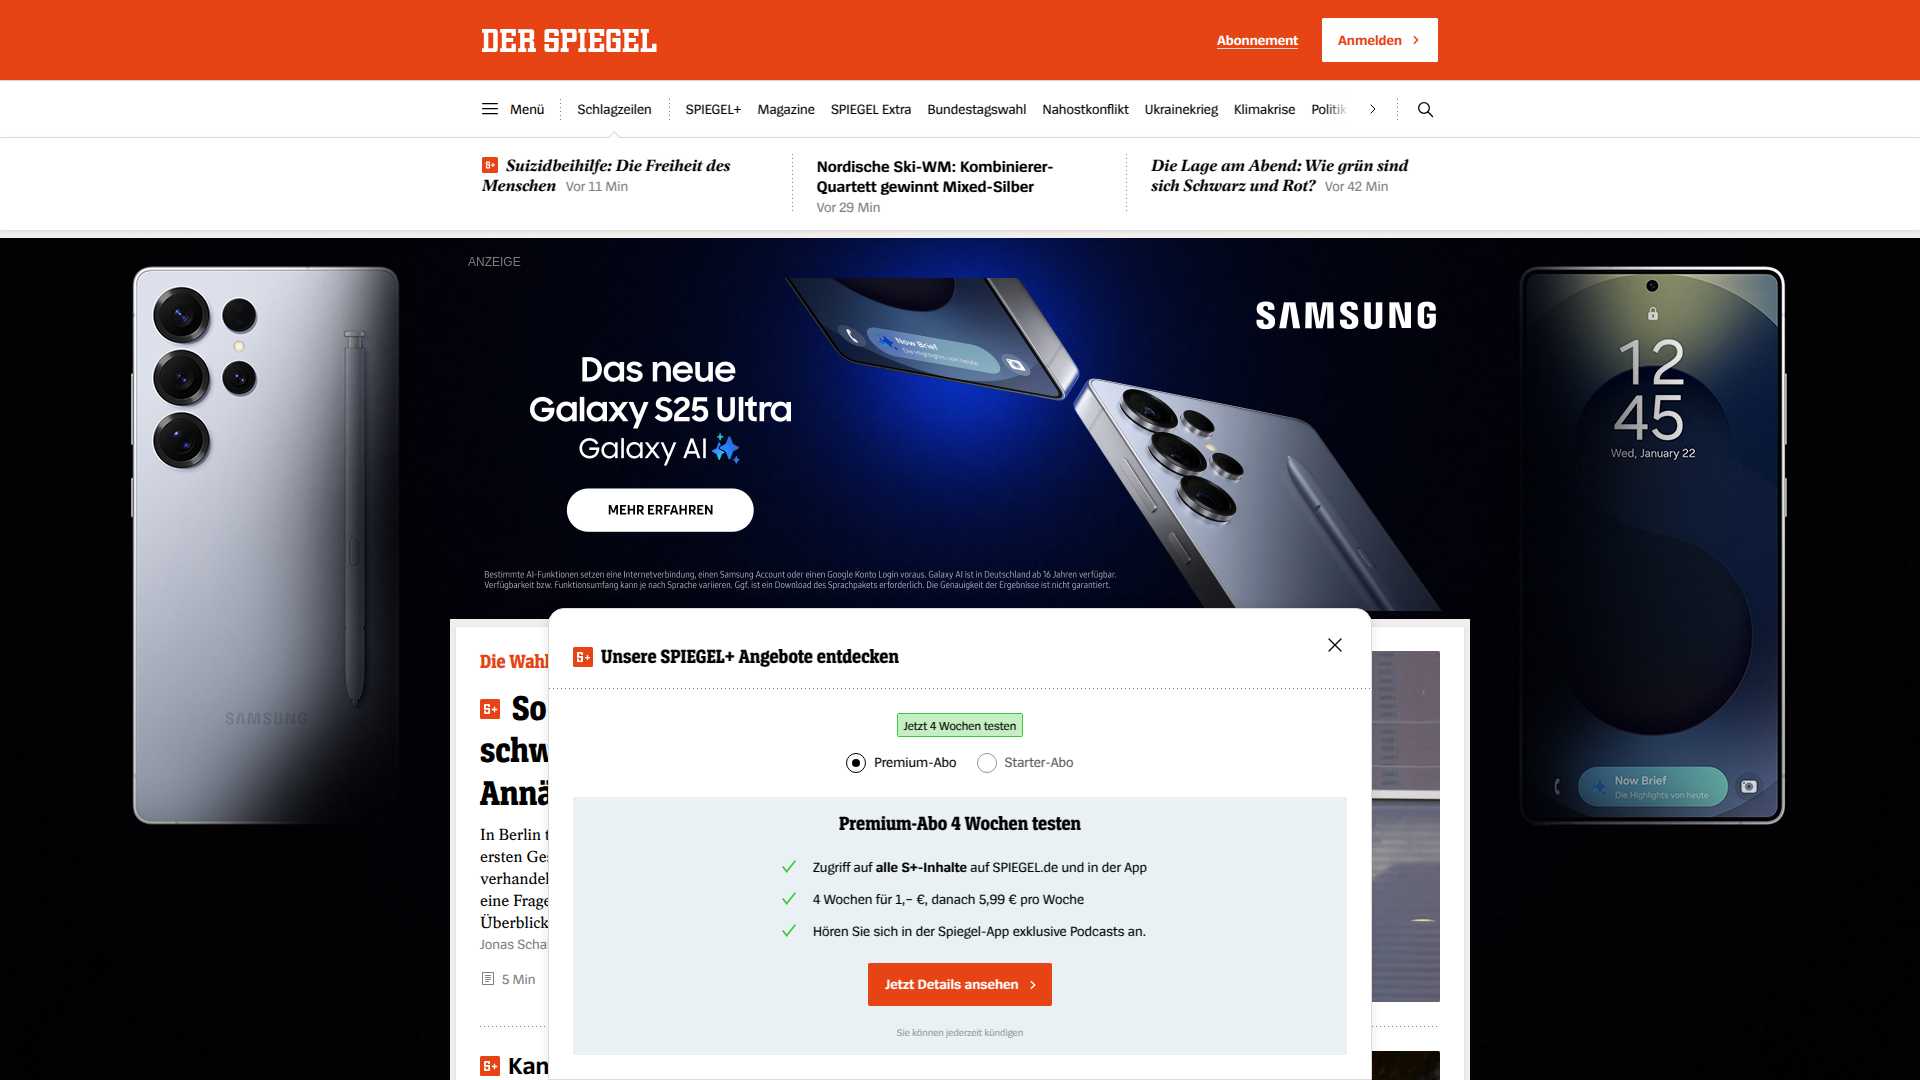 DER SPIEGEL
Abonnement
Anmelden
Menü
Schlagzeilen
SPIEGEL+
Magazine
SPIEGEL Extra
Bundestagswahl
Nahostkonflikt
Ukrainekrieg
Klimakrise
Politik
S+ Suizidbeihilfe: Die Freiheit des
Menschen Vor 11 Min
Nordische Ski-WM: Kombinierer-
Quartett gewinnt Mixed-Silber
Vor 29 Min
Die Lage am Abend: Wie grün sind
sich Schwarz und Rot? Vor 42 Min
ANZEIGE
SAMSUNG
Now Brief
Die Highlights von heute
Das neue
Galaxy S25 Ultra
Galaxy AI
MEHR ERFAHREN
Bestimmte AI-Funktionen setzen eine Internetverbindung, einen Samsung Account oder einen Google Konto Login voraus. Galaxy AI ist in Deutschland ab 16 Jahren verfügbar.
Verfügbarkeit bzw. Funktionsumfang kann je nach Sprache variieren. Ggf. ist ein Download des Sprachpakets erforderlich. Die Genauigkeit der Ergebnisse ist nicht garantiert.
SAMSUNG
12
45
Wed, January 22
Now Brief
Die Highlights von heute
Die Wahl
S+ So
schw
Annä
In Berlin t
ersten Ge
verhandel
eine Frage
Überblick
Jonas Scha
5 Min
S+ Kan
S+ Unsere SPIEGEL+ Angebote entdecken
Jetzt 4 Wochen testen
Premium-Abo
Starter-Abo
Premium-Abo 4 Wochen testen
Zugriff auf alle S+-Inhalte auf SPIEGEL.de und in der App
4 Wochen für 1,– €, danach 5,99 € pro Woche
Hören Sie sich in der Spiegel-App exklusive Podcasts an.
Jetzt Details ansehen
Sie können jederzeit kündigen